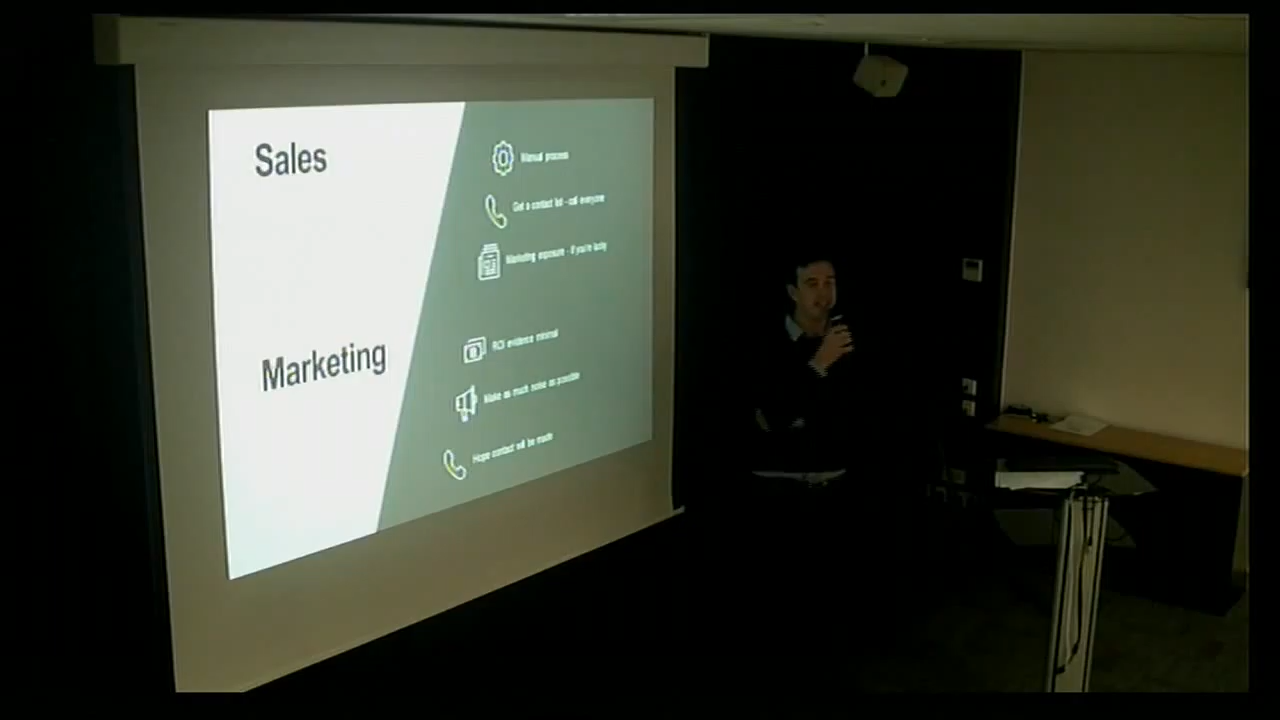 Sales
Manual process
Get a contact list - call everyone
Marketing exposure - if you're lucky
Marketing
ROI evidence minimal
Make as much noise as possible
Hope contact will be made